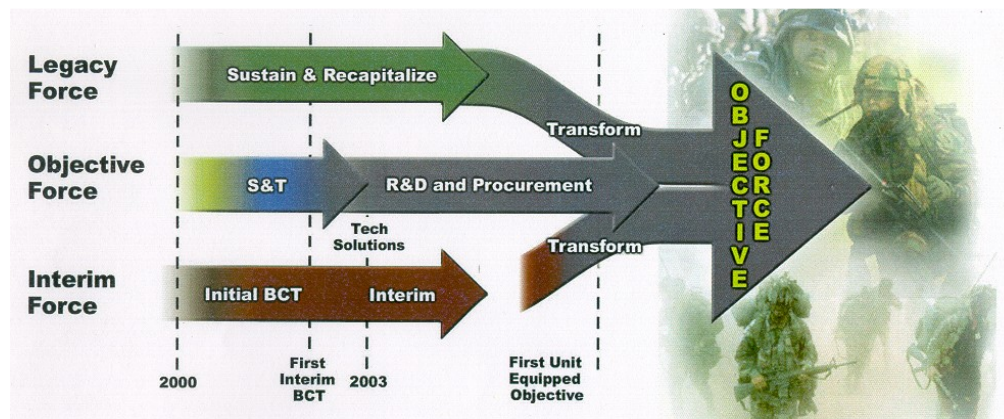 Legacy
Force
Sustain & Recapitalize
Transform
Objective
Force
S&T
R&D and Procurement
Tech
Solutions
Transform
Interim
Force
Initial BCT
Interim
OBJECTIVE
FORCE
2000
First
Interim
BCT
2003
First Unit
Equipped
Objective